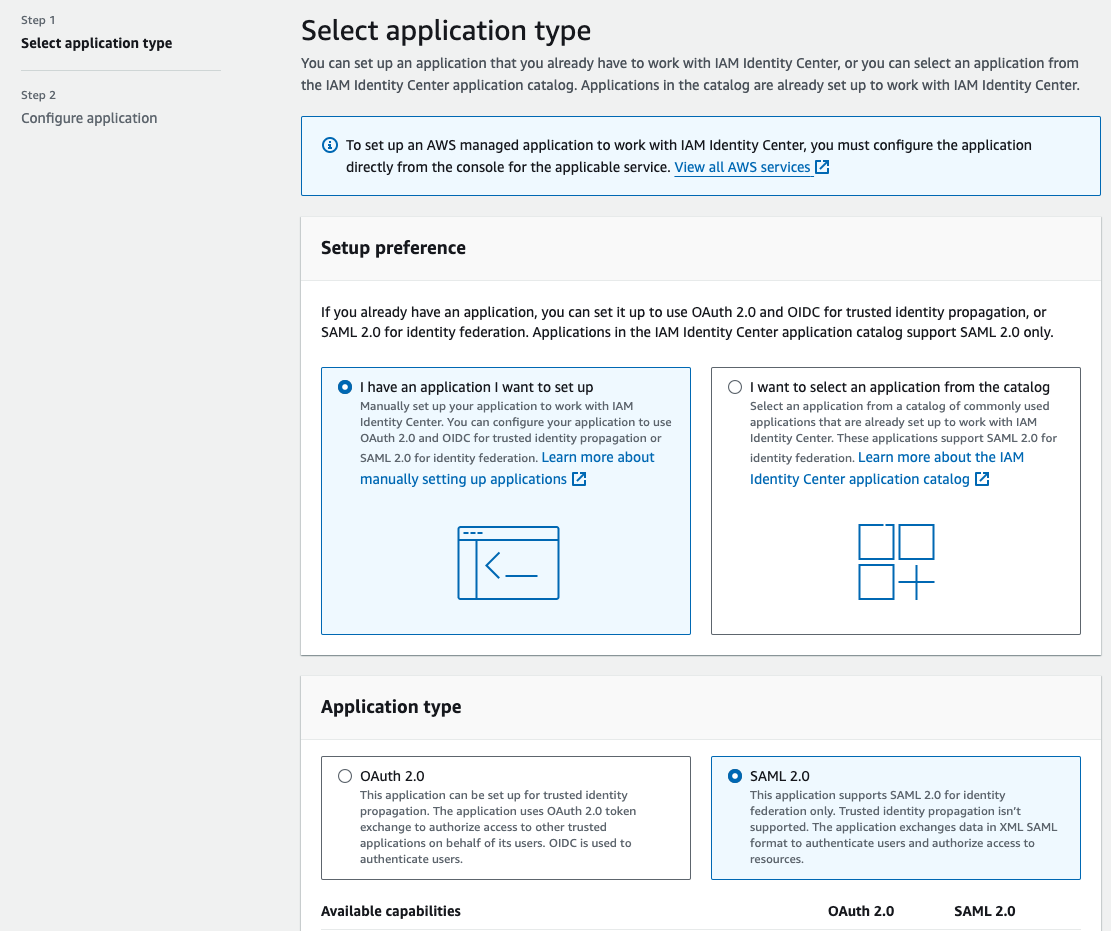 Step 1
Select application type
Step 2
Configure application
Select application type
You can set up an application that you already have to work with IAM Identity Center, or you can select an application from
the IAM Identity Center application catalog. Applications in the catalog are already set up to work with IAM Identity Center.
To set up an AWS managed application to work with IAM Identity Center, you must configure the application
directly from the console for the applicable service. View all AWS services
Setup preference
If you already have an application, you can set it up to use OAuth 2.0 and OIDC for trusted identity propagation, or
SAML 2.0 for identity federation. Applications in the IAM Identity Center application catalog support SAML 2.0 only.
I have an application I want to set up
Manually set up your application to work with IAM
Identity Center. You can configure your application to use
OAuth 2.0 and OIDC for trusted identity propagation or
SAML 2.0 for identity federation. Learn more about
manually setting up applications
I want to select an application from the catalog
Select an application from a catalog of commonly used
applications that are already set up to work with IAM
Identity Center. These applications support SAML 2.0 for
identity federation. Learn more about the IAM
Identity Center application catalog
Application type
OAuth 2.0
This application can be set up for trusted identity
propagation. The application uses OAuth 2.0 token
exchange to authorize access to other trusted
applications on behalf of its users. OIDC is used to
authenticate users.
SAML 2.0
This application supports SAML 2.0 for identity
federation only. Trusted identity propagation isn't
supported. The application exchanges data in XML SAML
format to authenticate users and authorize access to
resources.
Available capabilities OAuth 2.0 SAML 2.0